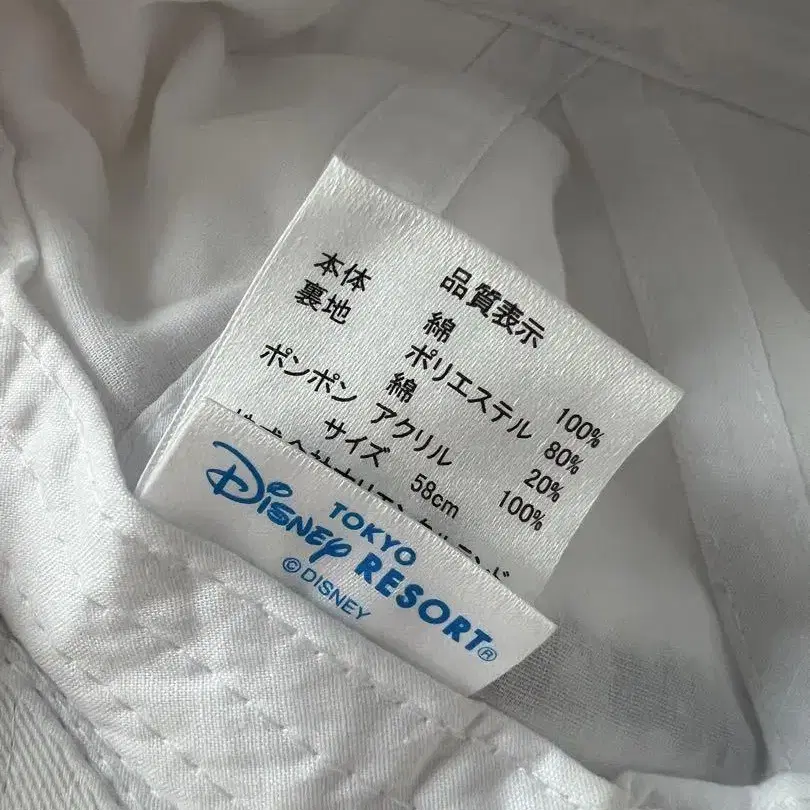 品質表示
本体 綿 100%
裏地 ポリエステル 80%
綿 20%
ポンポン アクリル 100%
サイズ 58cm
TOKYO
DISNEY RESORT®
©DISNEY